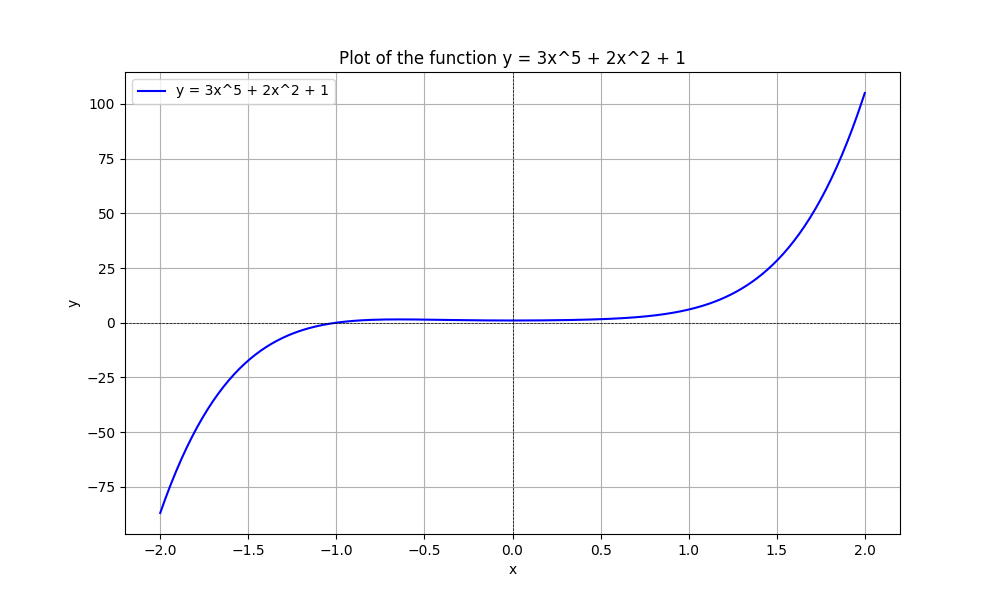 Plot of the function y = 3x^5 + 2x^2 + 1
y = 3x^5 + 2x^2 + 1
100
75
50
25
0
−25
−50
−75
y
−2.0 −1.5 −1.0 −0.5 0.0 0.5 1.0 1.5 2.0
x